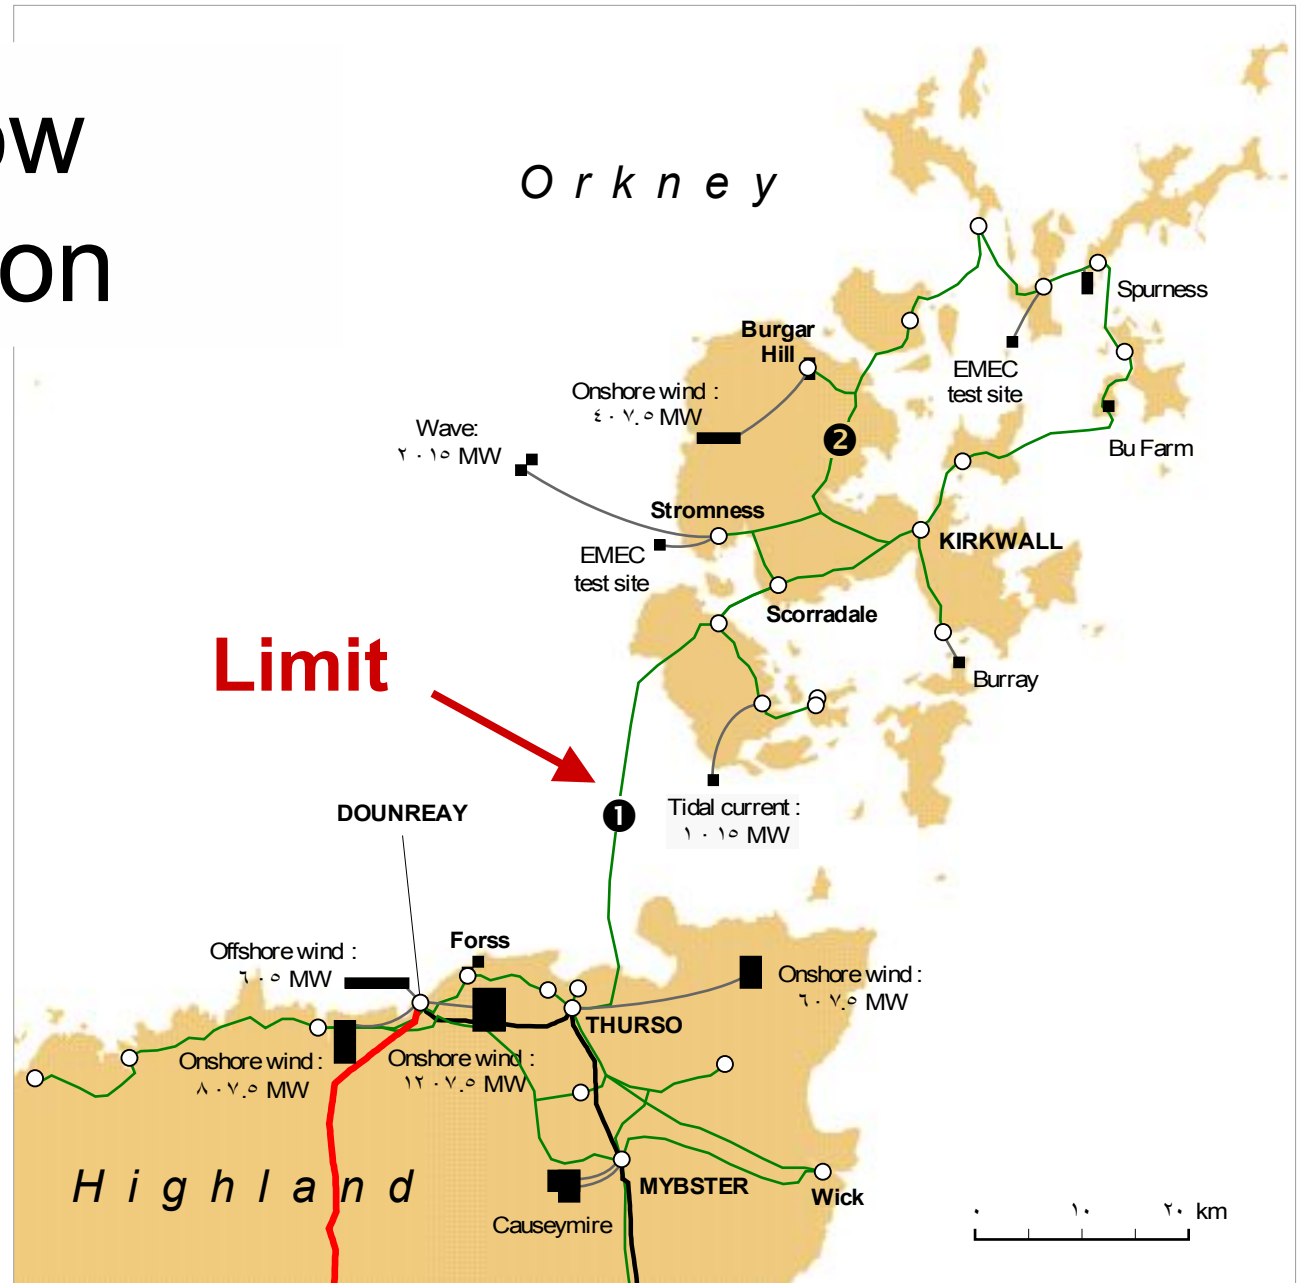 ow
on
Orkney
Spurness
Burgar
Hill
EMEC
test site
Onshore wind :
٤٠٧.٥ MW
Wave:
٢٠١٥ MW
2
Bu Farm
Stromness
KIRKWALL
EMEC
test site
Scorradale
Limit
Burray
1
Tidal current :
١٠١٥ MW
DOUNREAY
Forss
Offshore wind :
٦٠٥ MW
Onshore wind :
٦٠٧.٥ MW
THURSO
Onshore wind :
٨٠٧.٥ MW
Onshore wind :
١٢٠٧.٥ MW
Highland
MYBSTER
Wick
Causeymire
٠ ١٠ ٢٠ km